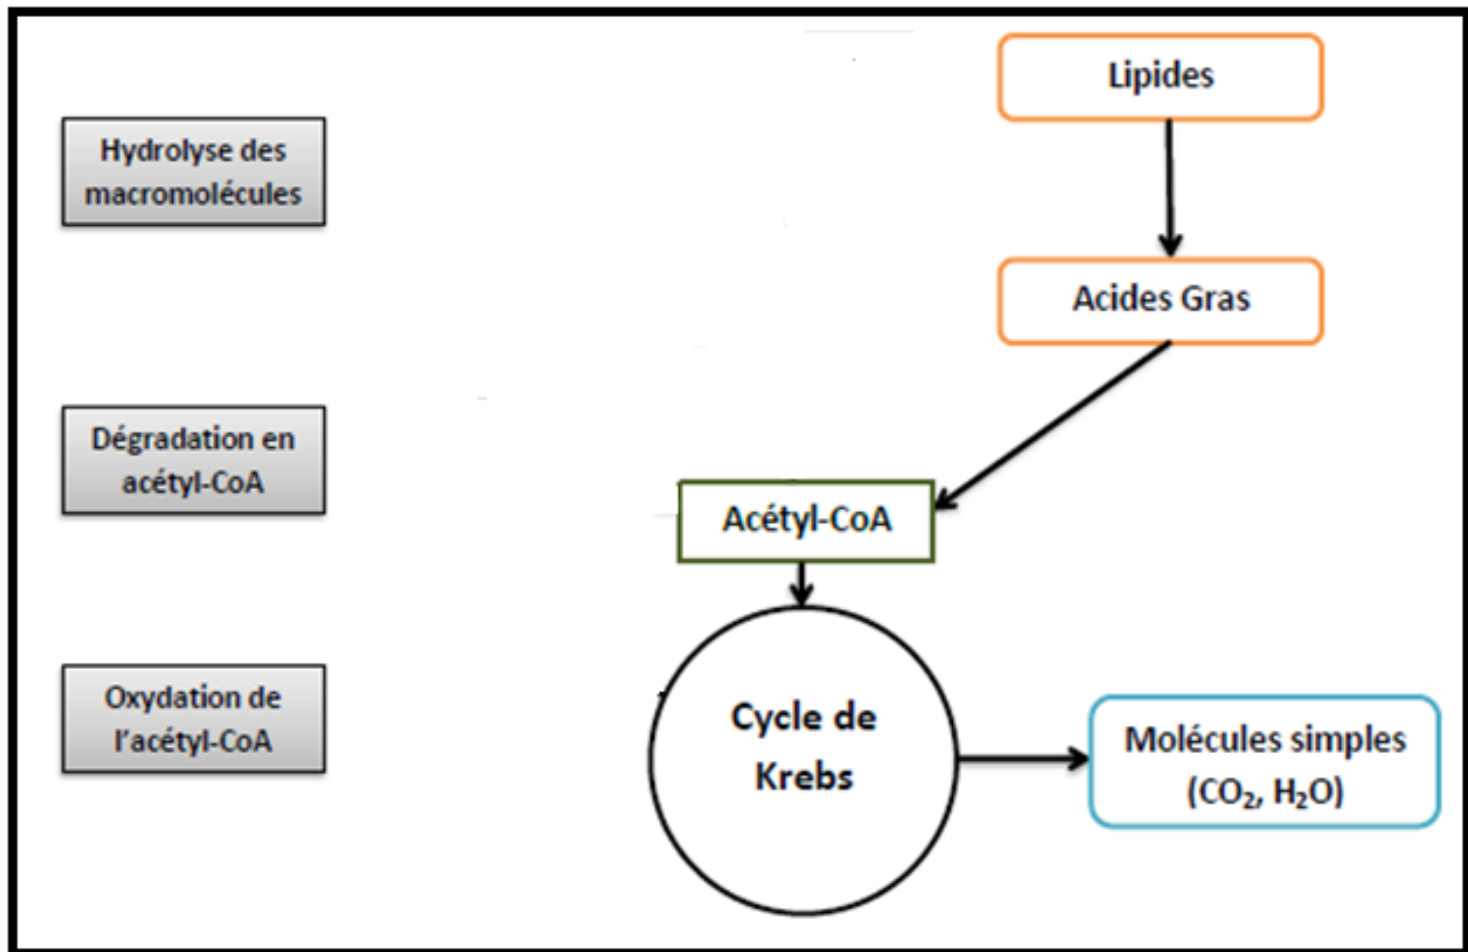 Lipides
Hydrolyse des
macromolécules
Acides Gras
Dégradation en
acétyl-CoA
Acétyl-CoA
Oxydation de
l'acétyl-CoA
Cycle de
Krebs
Molécules simples
(CO₂, H₂O)